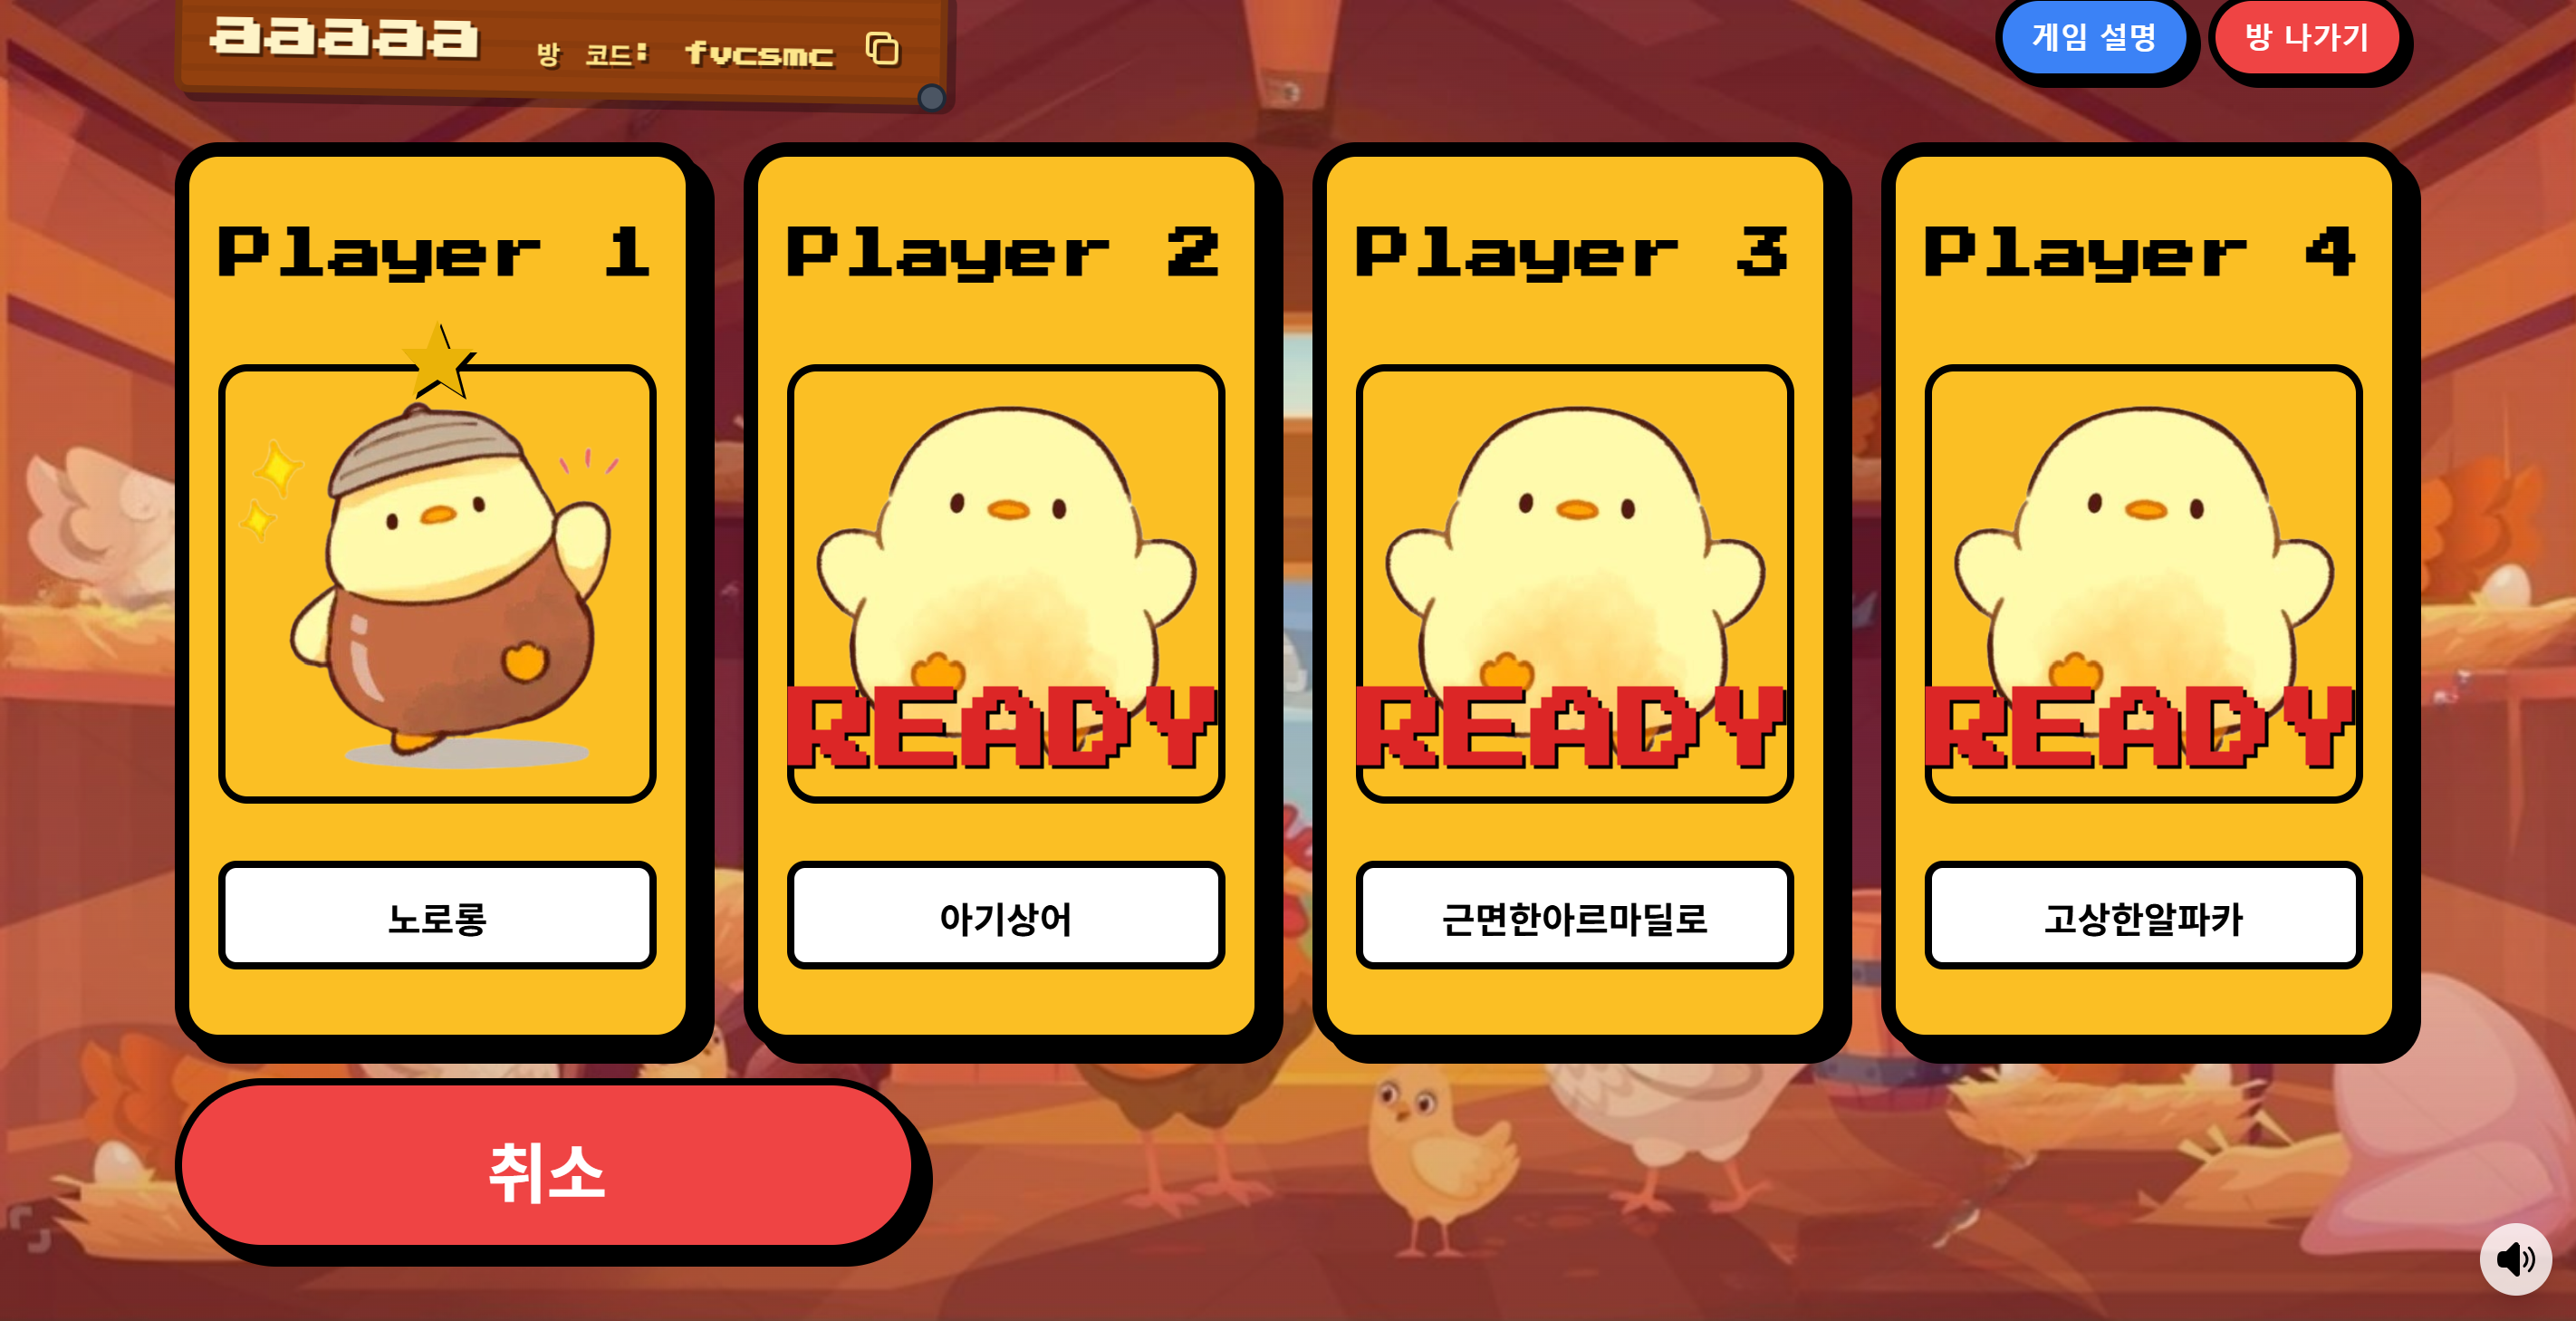 aaaaa 방 코드: fvcsmc
게임 설명
방 나가기
Player 1
Player 2
Player 3
Player 4
READY
READY
READY
노로롱
아기상어
근면한아르마딜로
고상한알파카
취소